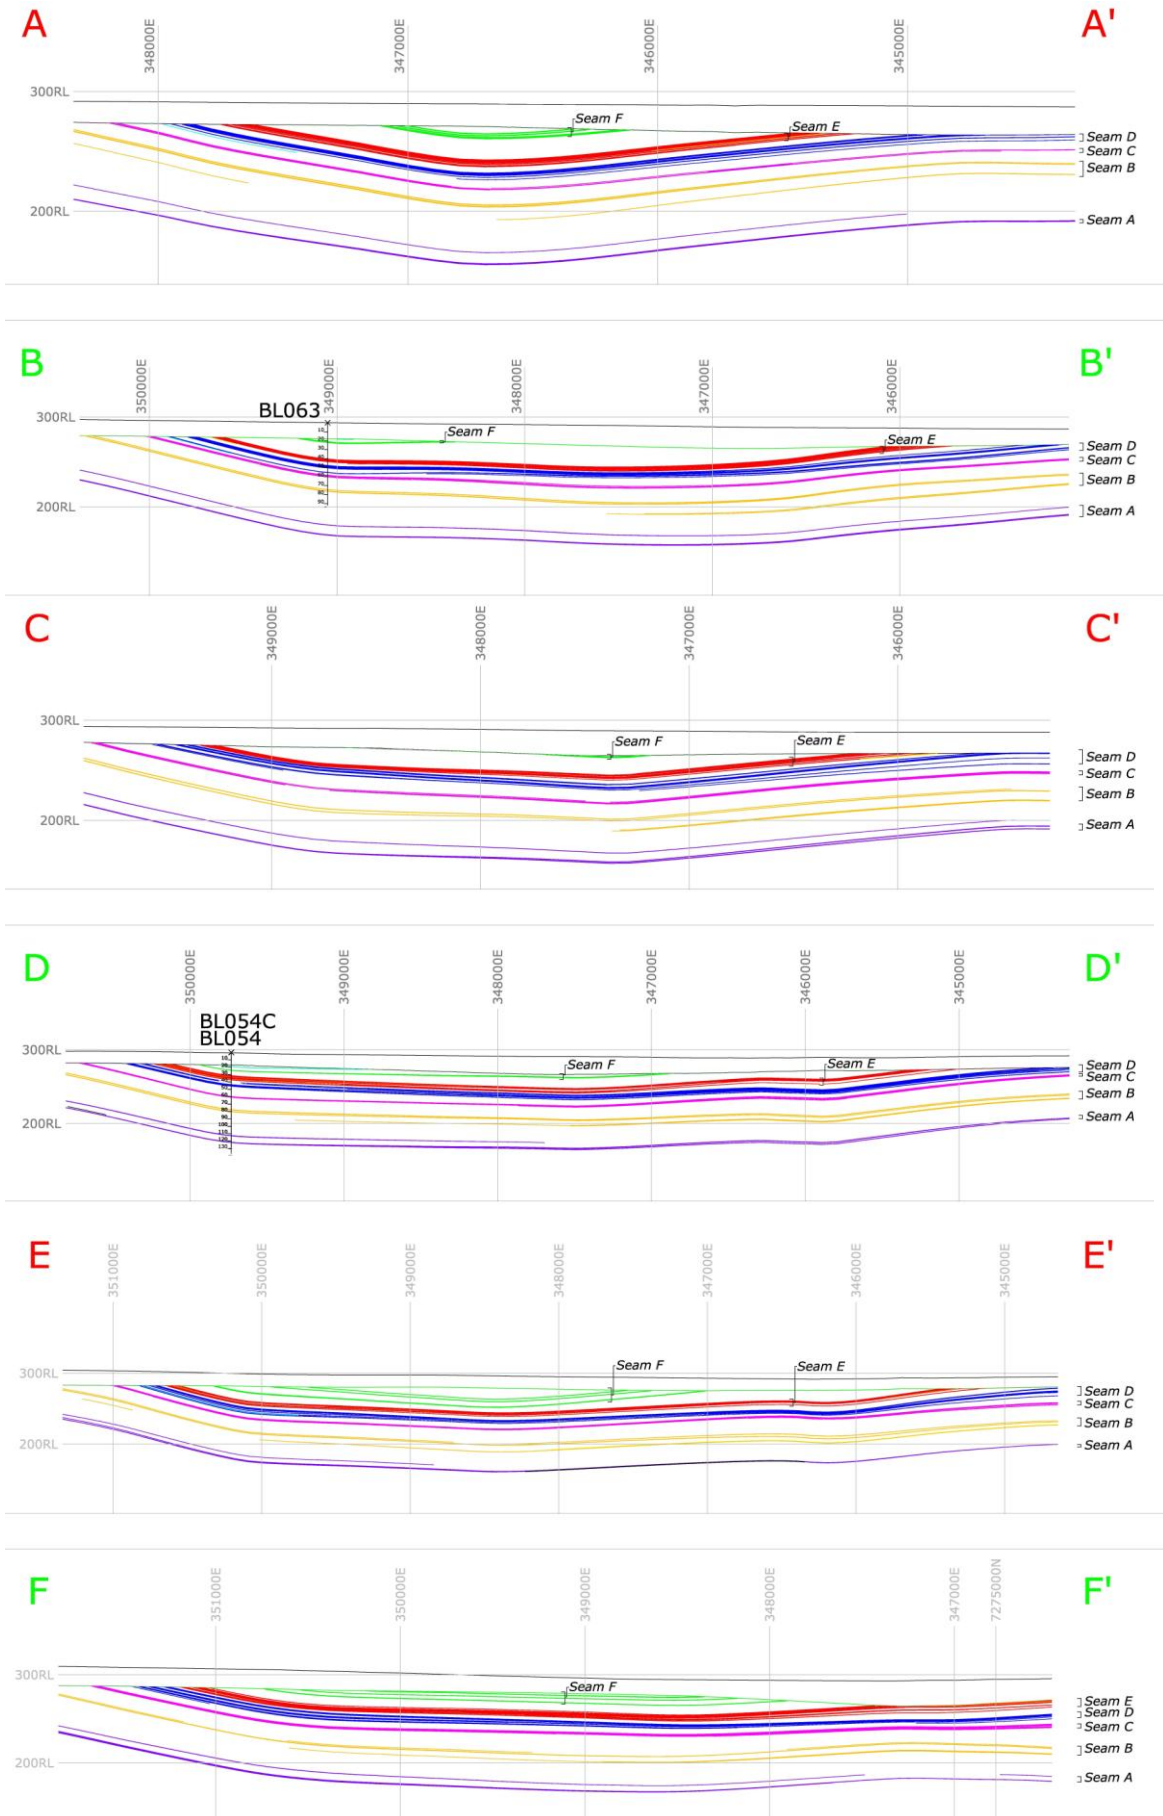 A
A'
348000E
347000E
346000E
345000E
300RL
Seam F
Seam E
Seam D
Seam C
Seam B
200RL
Seam A
B
B'
350000E
349000E
348000E
347000E
346000E
BL063
300RL
Seam F
Seam E
Seam D
Seam C
Seam B
200RL
Seam A
C
C'
349000E
348000E
347000E
346000E
300RL
Seam F
Seam E
Seam D
Seam C
Seam B
200RL
Seam A
D
D'
350000E
349000E
348000E
347000E
346000E
345000E
BL054C
BL054
300RL
Seam F
Seam E
Seam D
Seam C
Seam B
200RL
Seam A
E
E'
351000E
350000E
349000E
348000E
347000E
346000E
345000E
300RL
Seam F
Seam E
Seam D
Seam C
Seam B
200RL
Seam A
F
F'
351000E
350000E
349000E
348000E
347000E
7275000N
300RL
Seam F
Seam E
Seam D
Seam C
Seam B
200RL
Seam A